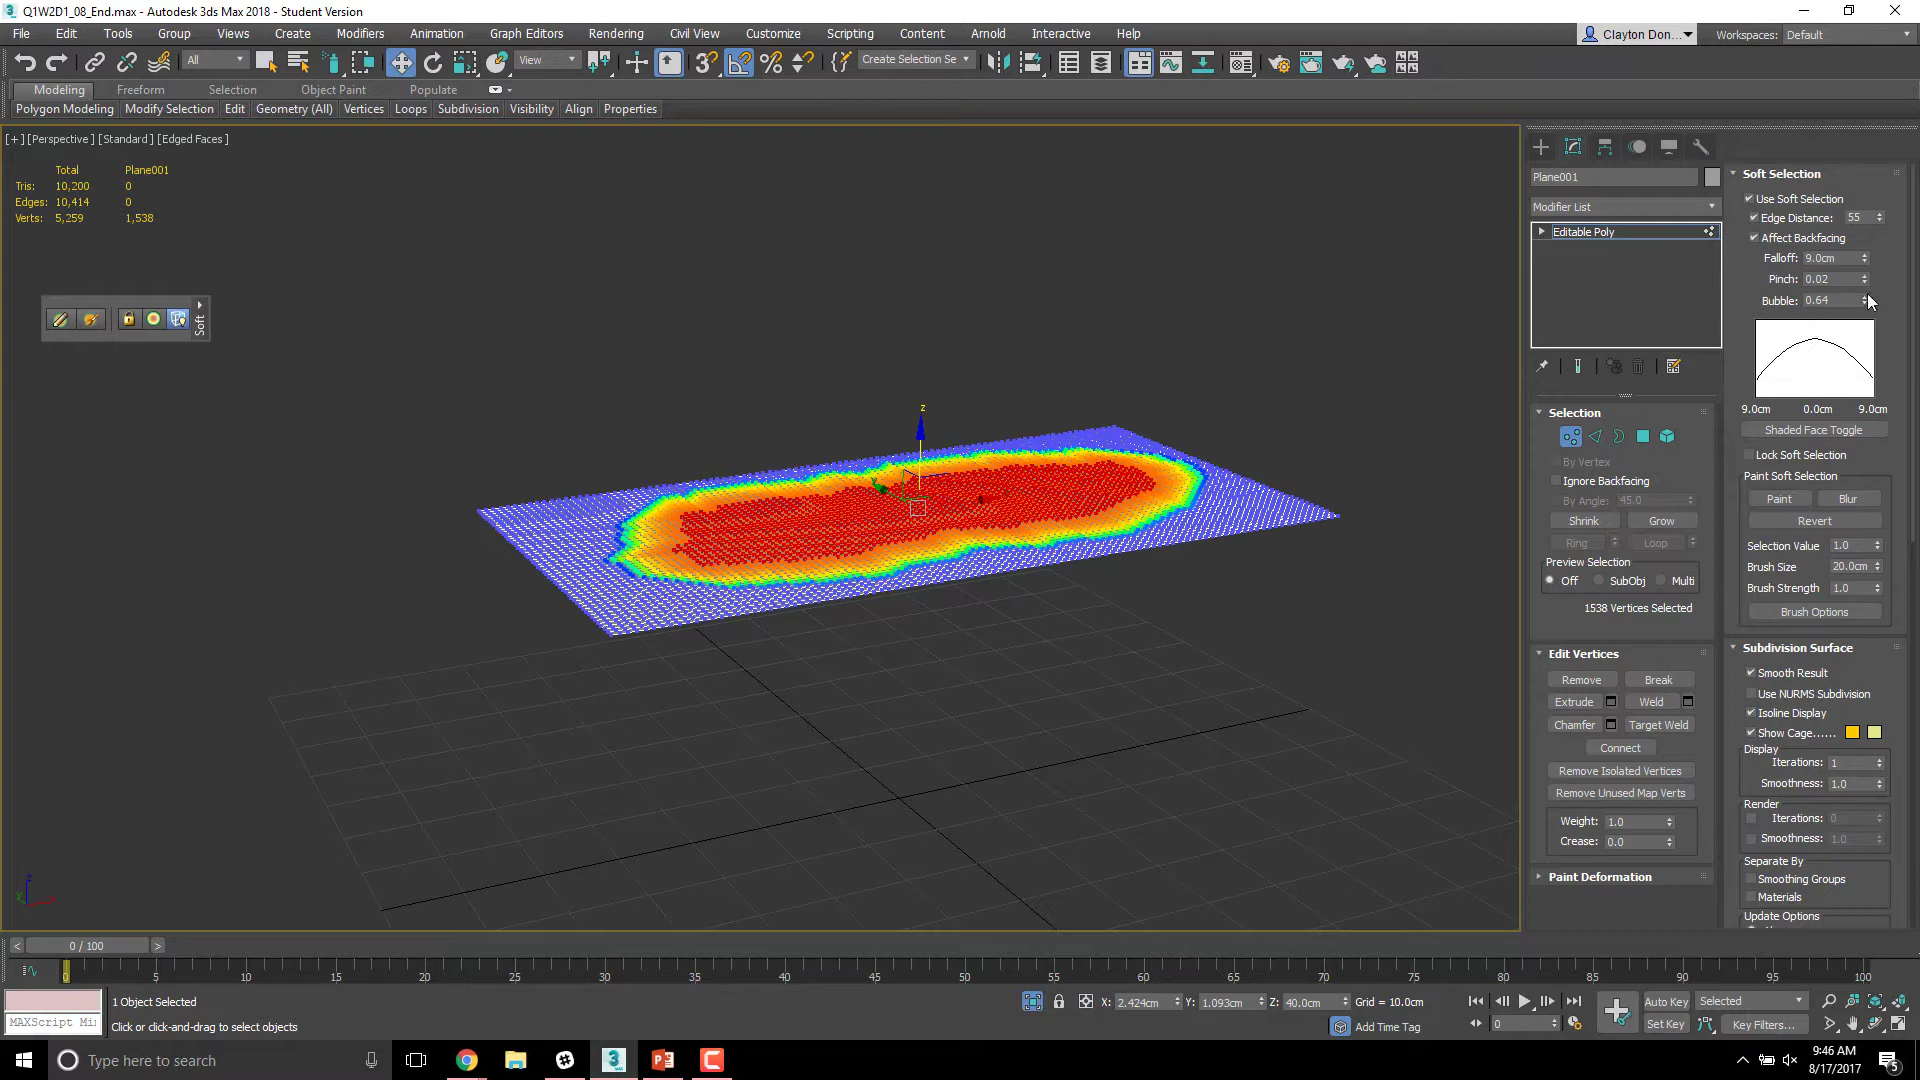 Q1W2D1_08_End.max - Autodesk 3ds Max 2018 - Student Version
File Edit Tools Group Views Create Modifiers Animation Graph Editors Rendering Civil View Customize Scripting Content Arnold Interactive Help
Clayton Don... Workspaces: Default
All View Create Selection Se
Modeling Freeform Selection Object Paint Populate
Polygon Modeling Modify Selection Edit Geometry (All) Vertices Loops Subdivision Visibility Align Properties
[+] [Perspective] [Standard] [Edged Faces]
Total Plane001
Tris: 10,200 0
Edges: 10,414 0
Verts: 5,259 1,538
Soft
z
Plane001
Modifier List
Editable Poly
Selection
By Vertex
Ignore Backfacing
By Angle: 45.0
Shrink Grow
Ring Loop
Preview Selection
Off SubObj Multi
1538 Vertices Selected
Edit Vertices
Remove Break
Extrude Weld
Chamfer Target Weld
Connect
Remove Isolated Vertices
Remove Unused Map Verts
Weight: 1.0
Crease: 0.0
Paint Deformation
Soft Selection
Use Soft Selection
Edge Distance: 55
Affect Backfacing
Falloff: 9.0cm
Pinch: 0.02
Bubble: 0.64
9.0cm 0.0cm 9.0cm
Shaded Face Toggle
Lock Soft Selection
Paint Soft Selection
Paint Blur
Revert
Selection Value 1.0
Brush Size 20.0cm
Brush Strength 1.0
Brush Options
Subdivision Surface
Smooth Result
Use NURMS Subdivision
Isoline Display
Show Cage......
Display
Iterations: 1
Smoothness: 1.0
Render
Iterations: 0
Smoothness: 1.0
Separate By
Smoothing Groups
Materials
Update Options
< 0 / 100 >
0 5 10 15 20 25 30 35 40 45 50 55 60 65 70 75 80 85 90 95 100
1 Object Selected X: 2.424cm Y: 1.093cm Z: 40.0cm Grid = 10.0cm Auto Key Selected
MAXScript Mi Click or click-and-drag to select objects Add Time Tag 0 Set Key Key Filters...
Type here to search
9:46 AM
8/17/2017
5